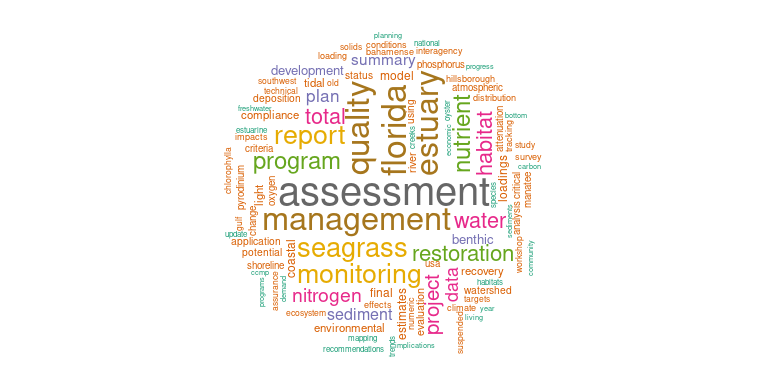 planning
solids
conditions
national
bahamense
interagency
loading
summary
phosphorus
progress
development
status
model
hillsborough
southwest
tidal
old
atmospheric
technical
deposition
plan
quality
florida
estuary
distribution
freshwater
compliance
total
using
creeks
river
oyster
economic
nutrient
habitat
attenuation
tracking
bottom
estuarine
impacts
report
criteria
study
survey
program
carbon
chlorophylla
pyrodinium
light
oxygen
assessment
species
loadings
critical
manatee
gulf
change
management
water
sediments
analysis
update
application
seagrass
benthic
workshop
community
potential
coastal
restoration
shoreline
monitoring
usa
data
recovery
ccmp
programs
assurance
demand
habitats
nitrogen
final
project
watershed
targets
effects
estimates
numeric
evaluation
climate
year
ecosystem
sediment
living
environmental
suspended
mapping
trends
implications
recommendations